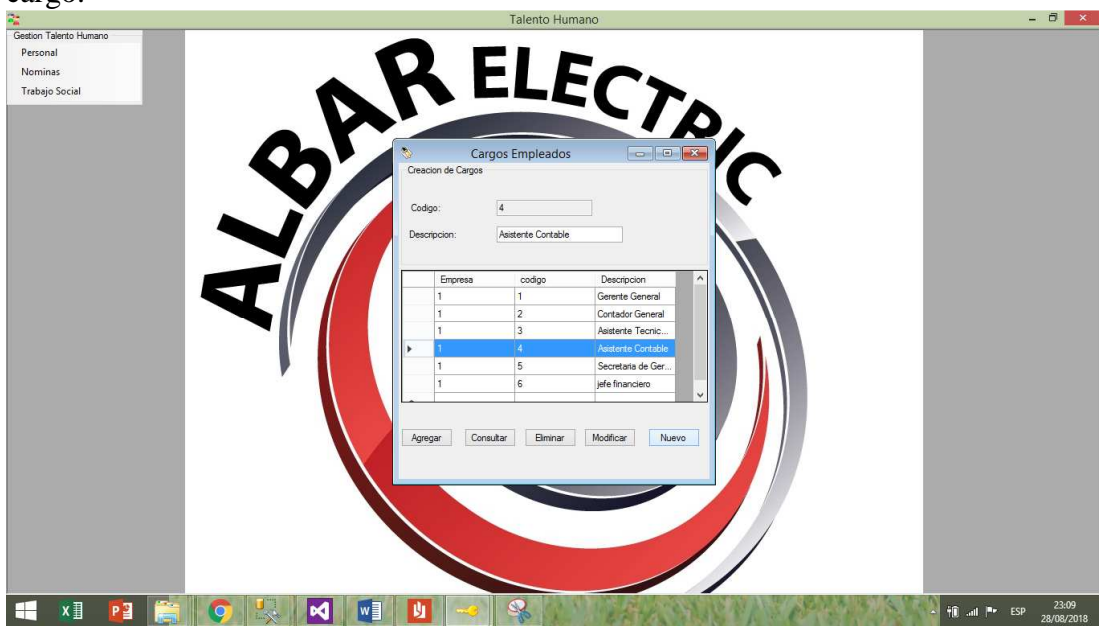 cargo.
Talento Humano
Gestion Talento Humano
Personal
Nominas
Trabajo Social
ALBAR ELECTRIC
Cargos Empleados
Creacion de Cargos
Codigo: 4
Descripcion: Asistente Contable
Empresa codigo Descripcion
1 1 Gerente General
1 2 Contador General
1 3 Asistente Tecnic...
1 4 Asistente Contable
1 5 Secretaria de Ger...
1 6 jefe financiero
Agregar Consultar Eliminar Modificar Nuevo
ESP 23:09
28/08/2018